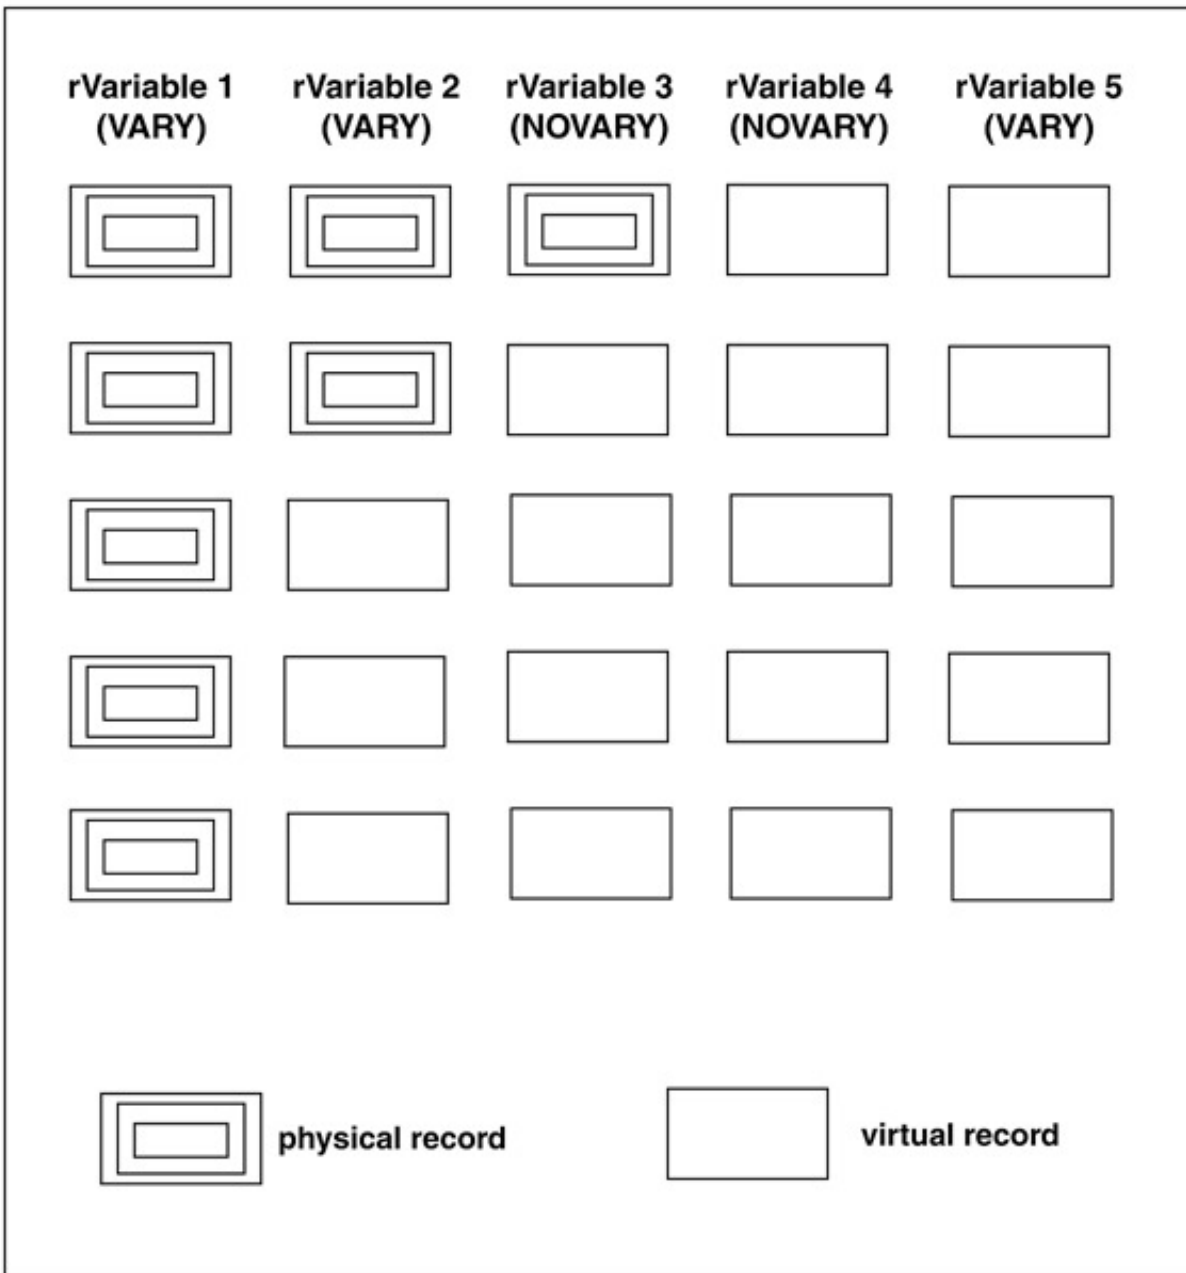 rVariable 1 rVariable 2 rVariable 3 rVariable 4 rVariable 5
(VARY) (VARY) (NOVARY) (NOVARY) (VARY)
physical record virtual record